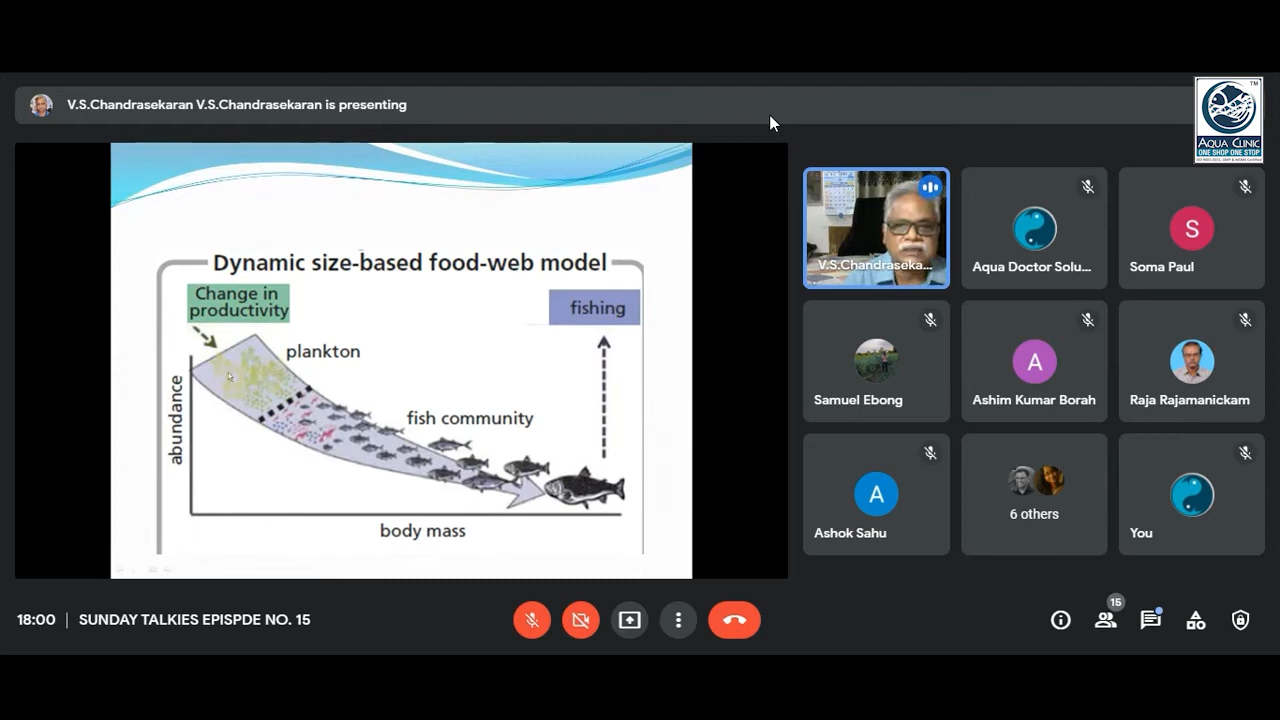 V.S.Chandrasekaran V.S.Chandrasekaran is presenting
TM
AQUA CLINIC
ONE SHOP ONE STOP
Dynamic size-based food-web model
Change in
productivity
fishing
plankton
abundance
fish community
body mass
V.S.Chandraseka...
Aqua Doctor Solu...
S
Soma Paul
Samuel Ebong
A
Ashim Kumar Borah
Raja Rajamanickam
A
Ashok Sahu
6 others
You
18:00 | SUNDAY TALKIES EPISPDE NO. 15
15